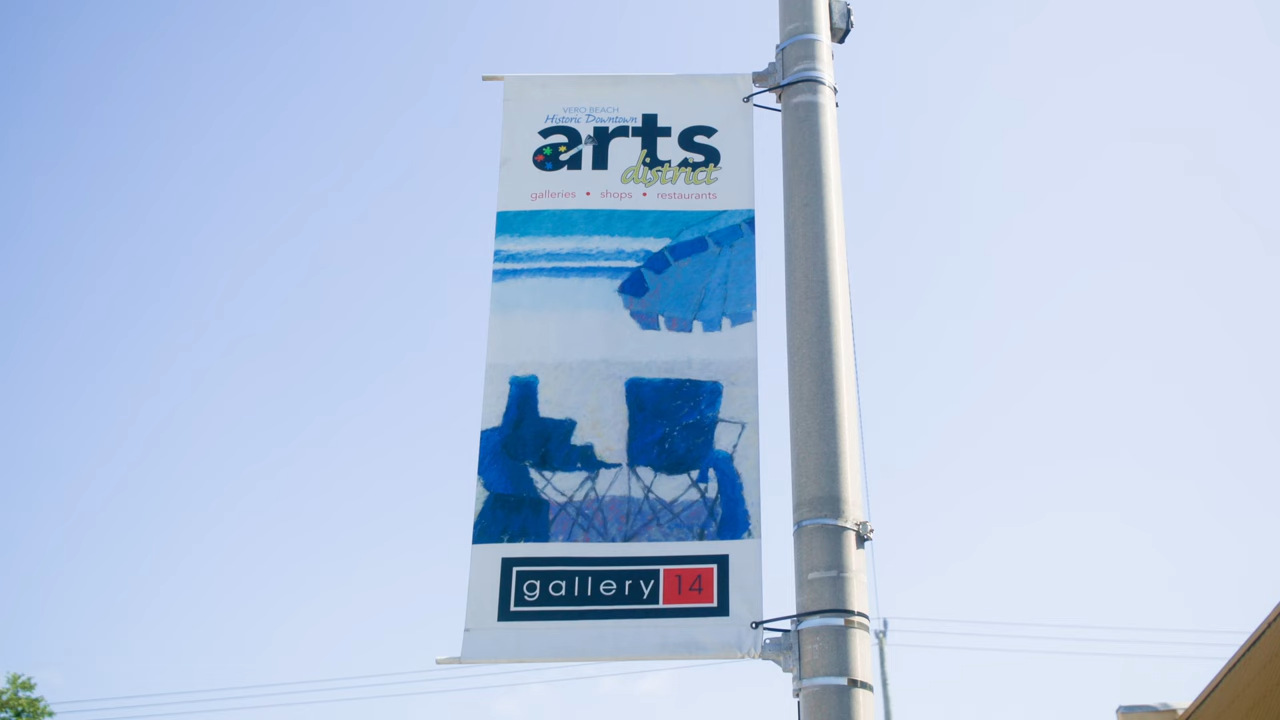 VERO BEACH
Historic Downtown
arts
district
galleries • shops • restaurants
gallery 14